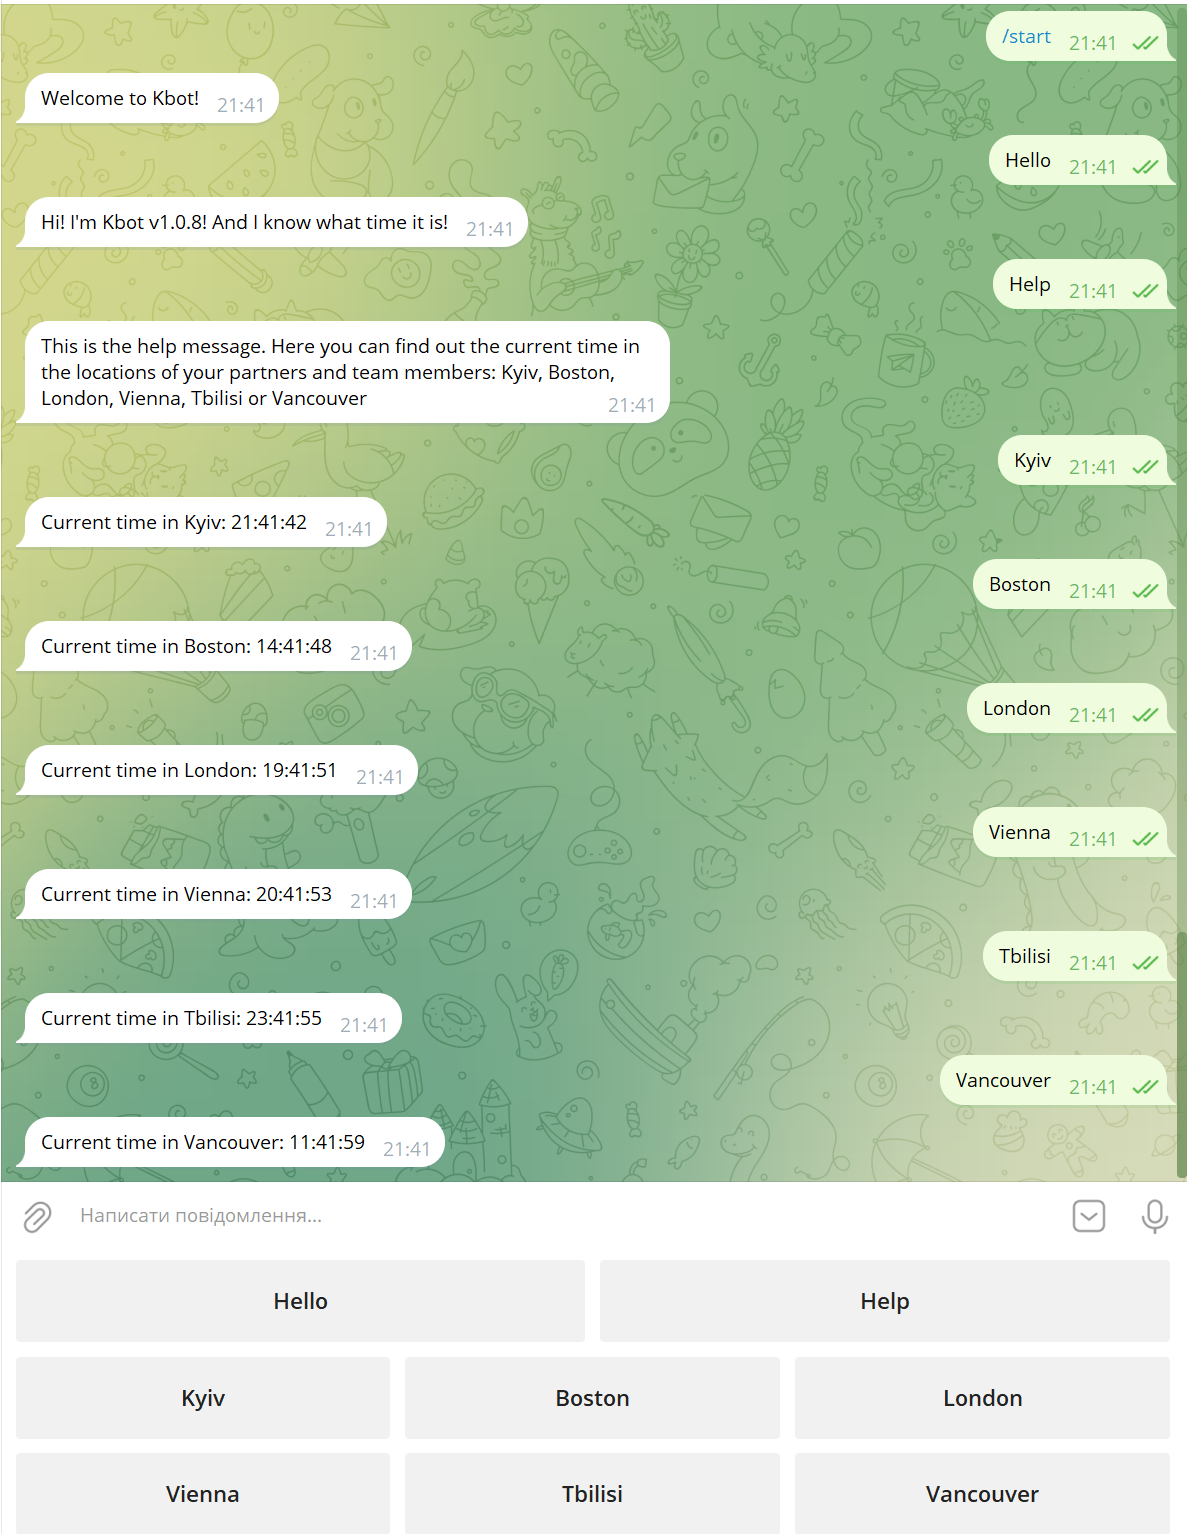 /start 21:41
Welcome to Kbot! 21:41
Hello 21:41
Hi! I'm Kbot v1.0.8! And I know what time it is! 21:41
Help 21:41
This is the help message. Here you can find out the current time in
the locations of your partners and team members: Kyiv, Boston,
London, Vienna, Tbilisi or Vancouver 21:41
Kyiv 21:41
Current time in Kyiv: 21:41:42 21:41
Boston 21:41
Current time in Boston: 14:41:48 21:41
London 21:41
Current time in London: 19:41:51 21:41
Vienna 21:41
Current time in Vienna: 20:41:53 21:41
Tbilisi 21:41
Current time in Tbilisi: 23:41:55 21:41
Vancouver 21:41
Current time in Vancouver: 11:41:59 21:41
Написати повідомлення...
Hello Help
Kyiv Boston London
Vienna Tbilisi Vancouver